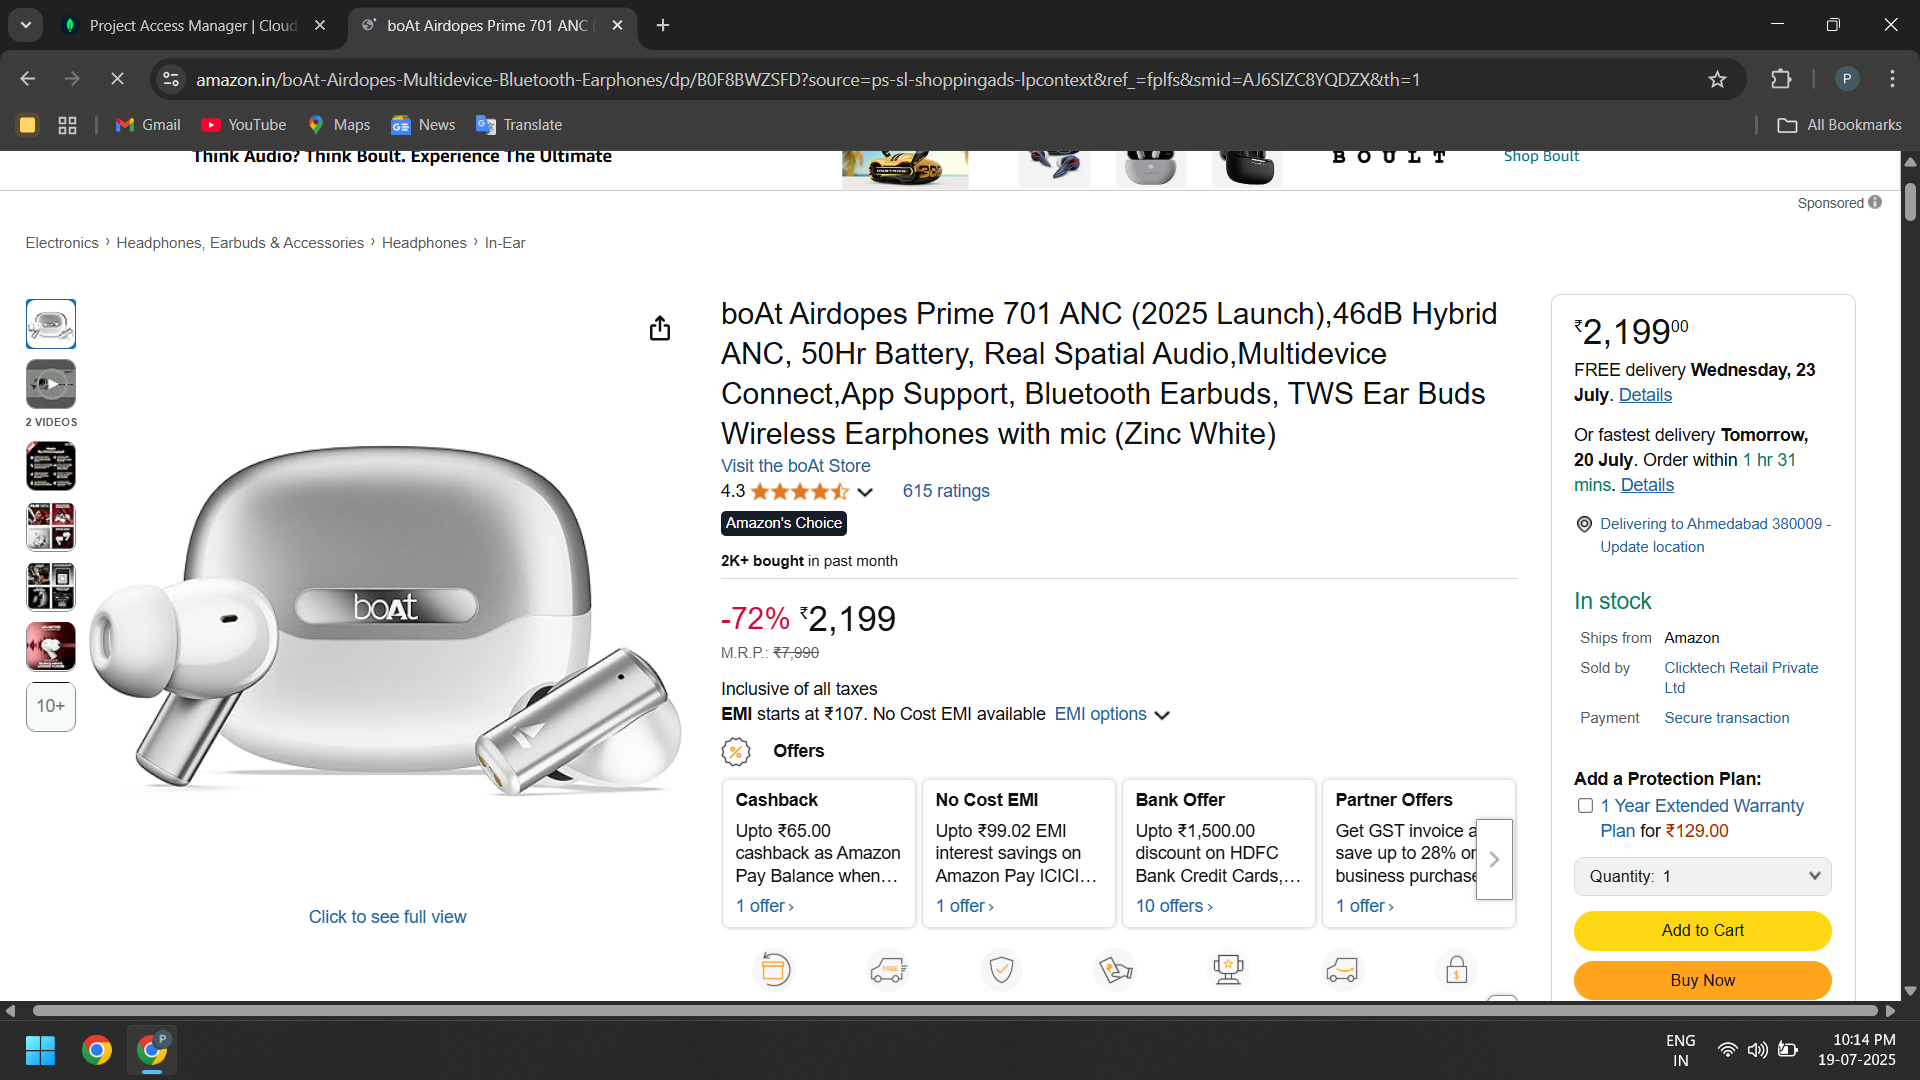 Project Access Manager | Cloud
boAt Airdopes Prime 701 ANC (
amazon.in/boAt-Airdopes-Multidevice-Bluetooth-Earphones/dp/B0F8BWZSFD?source=ps-sl-shoppingads-lpcontext&ref_=fplfs&smid=AJ6SIZC8YQDZX&th=1
P
Gmail
YouTube
Maps
News
Translate
All Bookmarks
Think Audio? Think Boult. Experience The Ultimate
BOULT
Shop Boult
Sponsored
Electronics › Headphones, Earbuds & Accessories › Headphones › In-Ear
2 VIDEOS
10+
boAt
Click to see full view
boAt Airdopes Prime 701 ANC (2025 Launch),46dB Hybrid
ANC, 50Hr Battery, Real Spatial Audio,Multidevice
Connect,App Support, Bluetooth Earbuds, TWS Ear Buds
Wireless Earphones with mic (Zinc White)
Visit the boAt Store
4.3
615 ratings
Amazon's Choice
2K+ bought in past month
-72% ₹2,199
M.R.P.: ₹7,990
Inclusive of all taxes
EMI starts at ₹107. No Cost EMI available EMI options
% Offers
Cashback
Upto ₹65.00
cashback as Amazon
Pay Balance when…
1 offer ›
No Cost EMI
Upto ₹99.02 EMI
interest savings on
Amazon Pay ICICI…
1 offer ›
Bank Offer
Upto ₹1,500.00
discount on HDFC
Bank Credit Cards,…
10 offers ›
Partner Offers
Get GST invoice a
save up to 28% on
business purchase
1 offer ›
FREE
₹2,19900
FREE delivery Wednesday, 23
July. Details
Or fastest delivery Tomorrow,
20 July. Order within 1 hr 31
mins. Details
Delivering to Ahmedabad 380009 -
Update location
In stock
Ships from Amazon
Sold by Clicktech Retail Private
Ltd
Payment Secure transaction
Add a Protection Plan:
1 Year Extended Warranty
Plan for ₹129.00
Quantity: 1
Add to Cart
Buy Now
P
ENG
IN
10:14 PM
19-07-2025